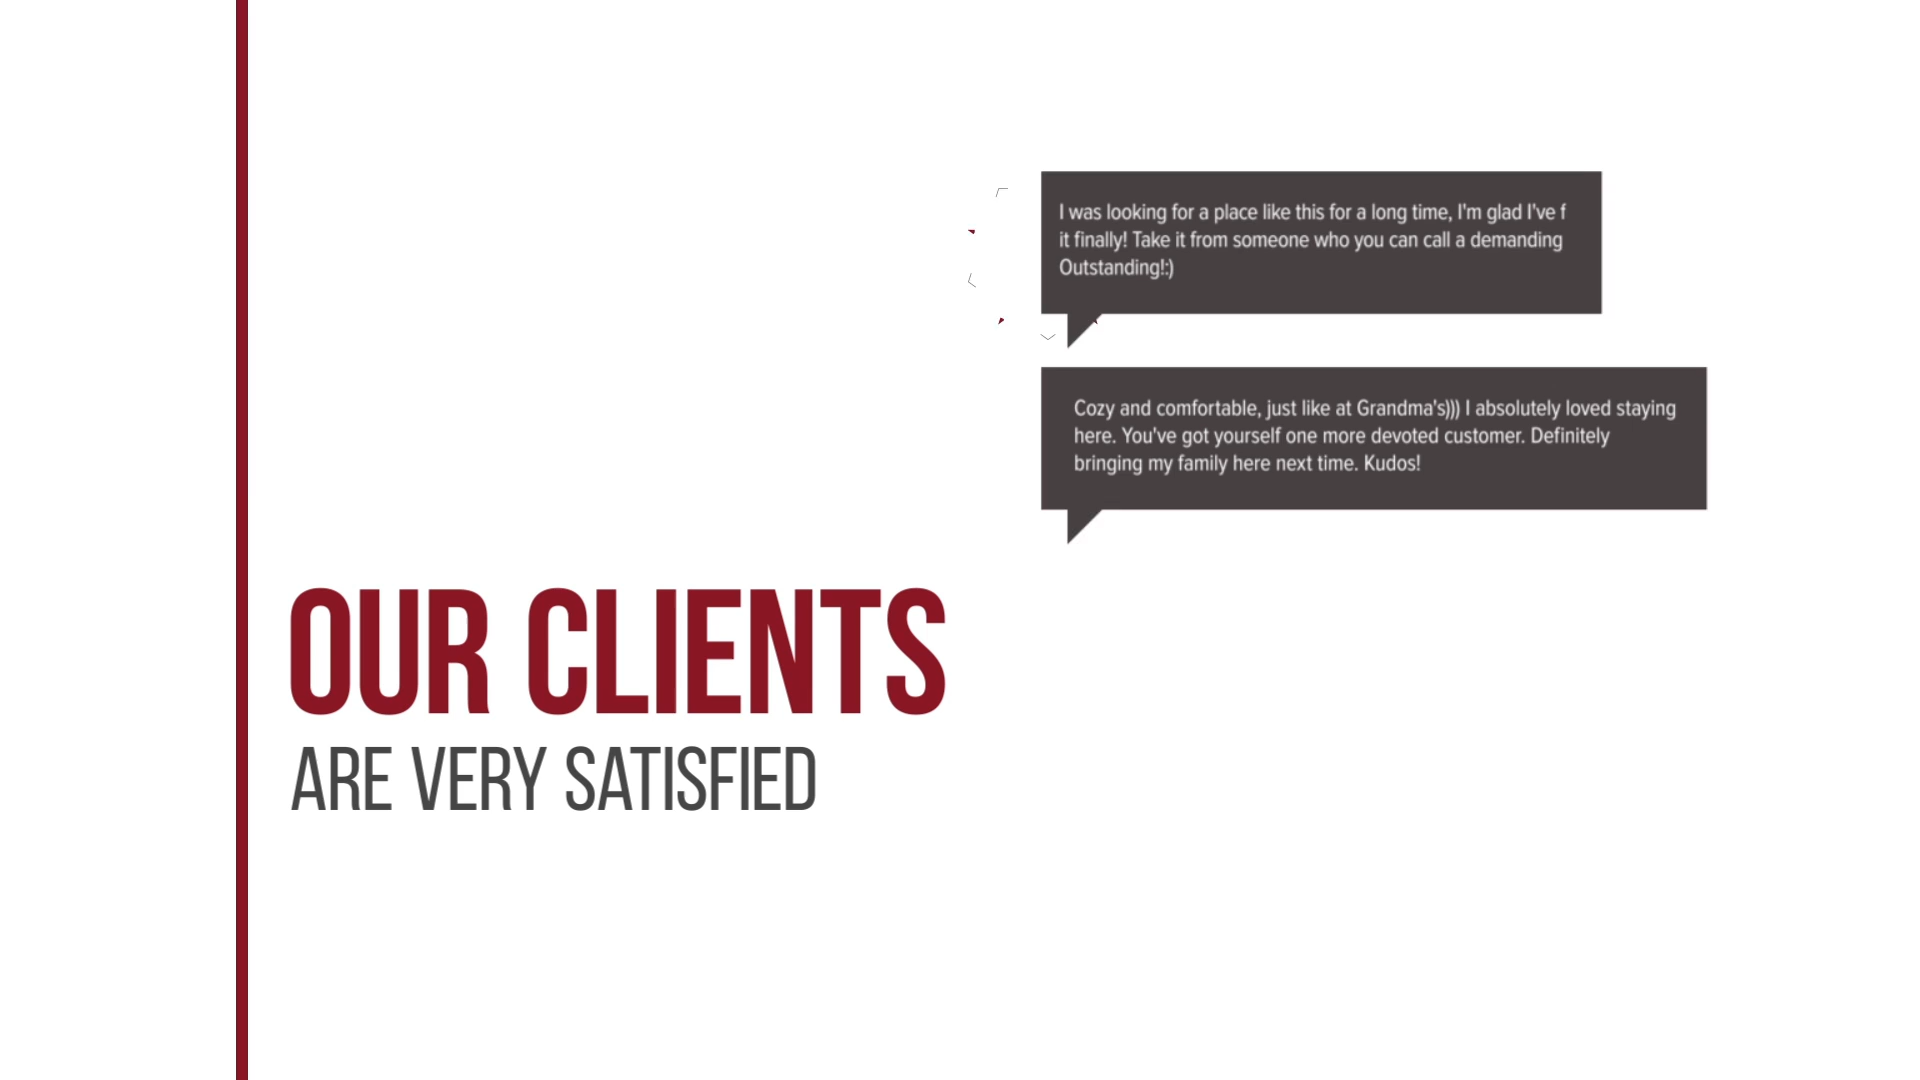 I was looking for a place like this for a long time, I'm glad I've f
it finally! Take it from someone who you can call a demanding
Outstanding!:)
Cozy and comfortable, just like at Grandma's))) I absolutely loved staying
here. You've got yourself one more devoted customer. Definitely
bringing my family here next time. Kudos!
OUR CLIENTS
ARE VERY SATISFIED